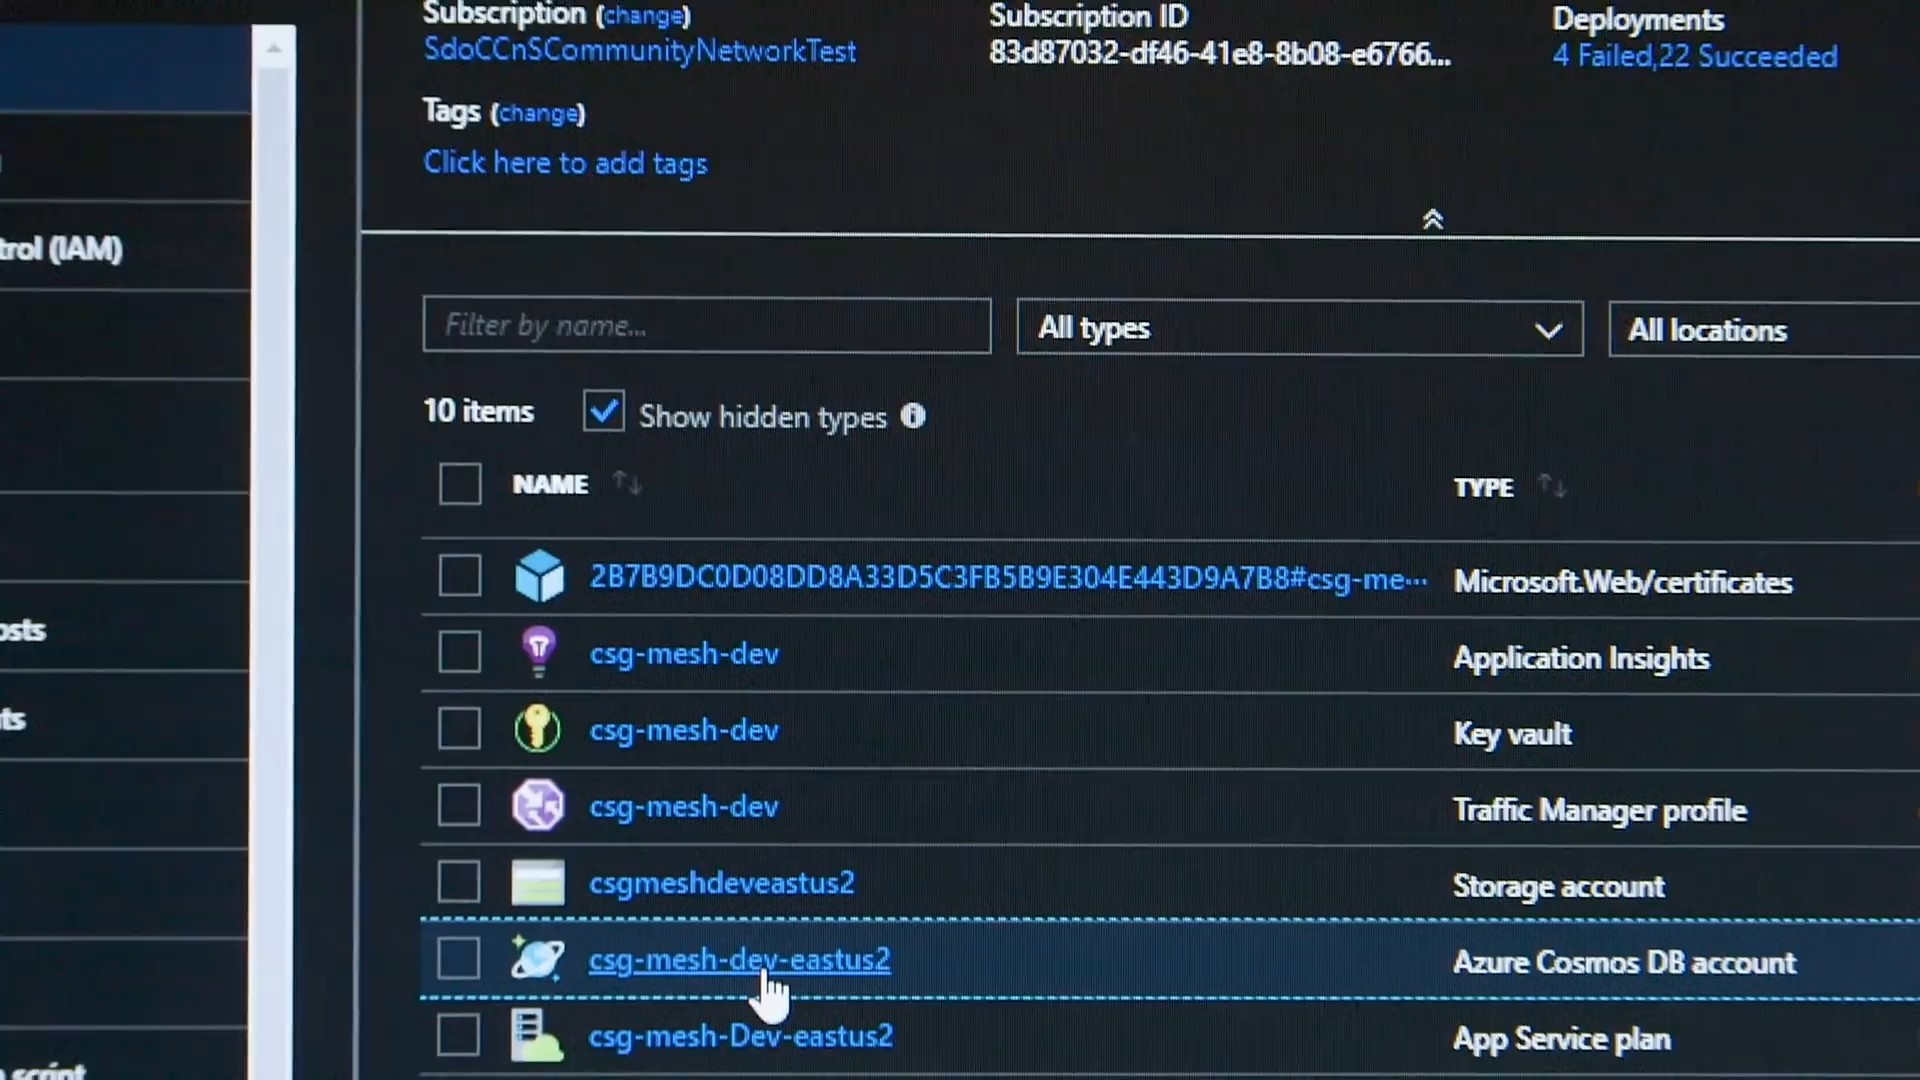 Subscription (change)
SdoCCnSCommunityNetworkTest
Subscription ID
83d87032-df46-41e8-8b08-e6766...
Deployments
4 Failed,22 Succeeded
Tags (change)
Click here to add tags
trol (IAM)
osts
ts
script
Filter by name...
All types
All locations
10 items
Show hidden types
NAME
TYPE
2B7B9DC0D08DD8A33D5C3FB5B9E304E443D9A7B8#csg-me...
Microsoft.Web/certificates
csg-mesh-dev
Application Insights
csg-mesh-dev
Key vault
csg-mesh-dev
Traffic Manager profile
csgmeshdeveastus2
Storage account
csg-mesh-dev-eastus2
Azure Cosmos DB account
csg-mesh-Dev-eastus2
App Service plan